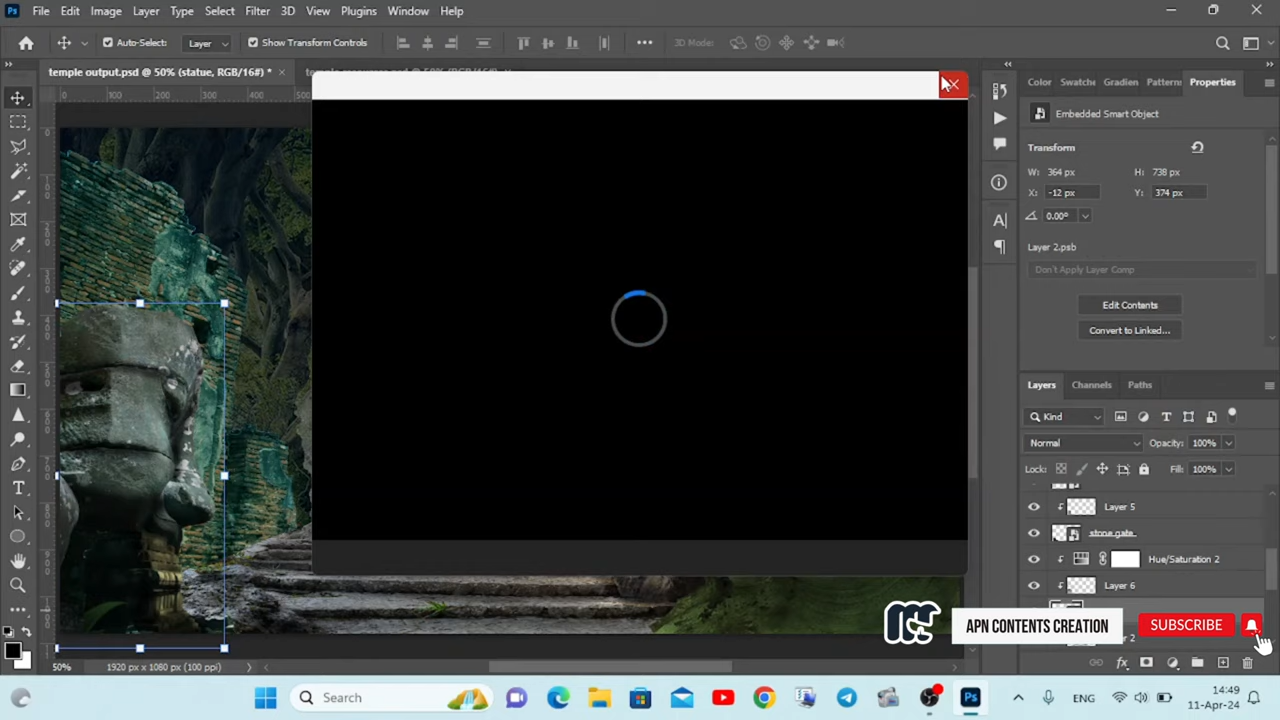 Ps File Edit Image Layer Type Select Filter 3D View Plugins Window Help
Auto-Select: Layer Show Transform Controls 3D Mode:
temple output.psd @ 50% (statue, RGB/16#) *
0 100 200 300
Color Swatche Gradien Pattern: Properties
Embedded Smart Object
Transform
W: 364 px H: 738 px
X: -12 px Y: 374 px
0.00°
Layer 2.psb
Don't Apply Layer Comp
Edit Contents
Convert to Linked...
Layers Channels Paths
Kind
Normal Opacity: 100%
Lock: Fill: 100%
Layer 5
stone.gate.
Hue/Saturation 2
Layer 6
APN CONTENTS CREATION SUBSCRIBE
50% 1920 px x 1080 px (100 ppi)
Search
ENG
14:49
11-Apr-24